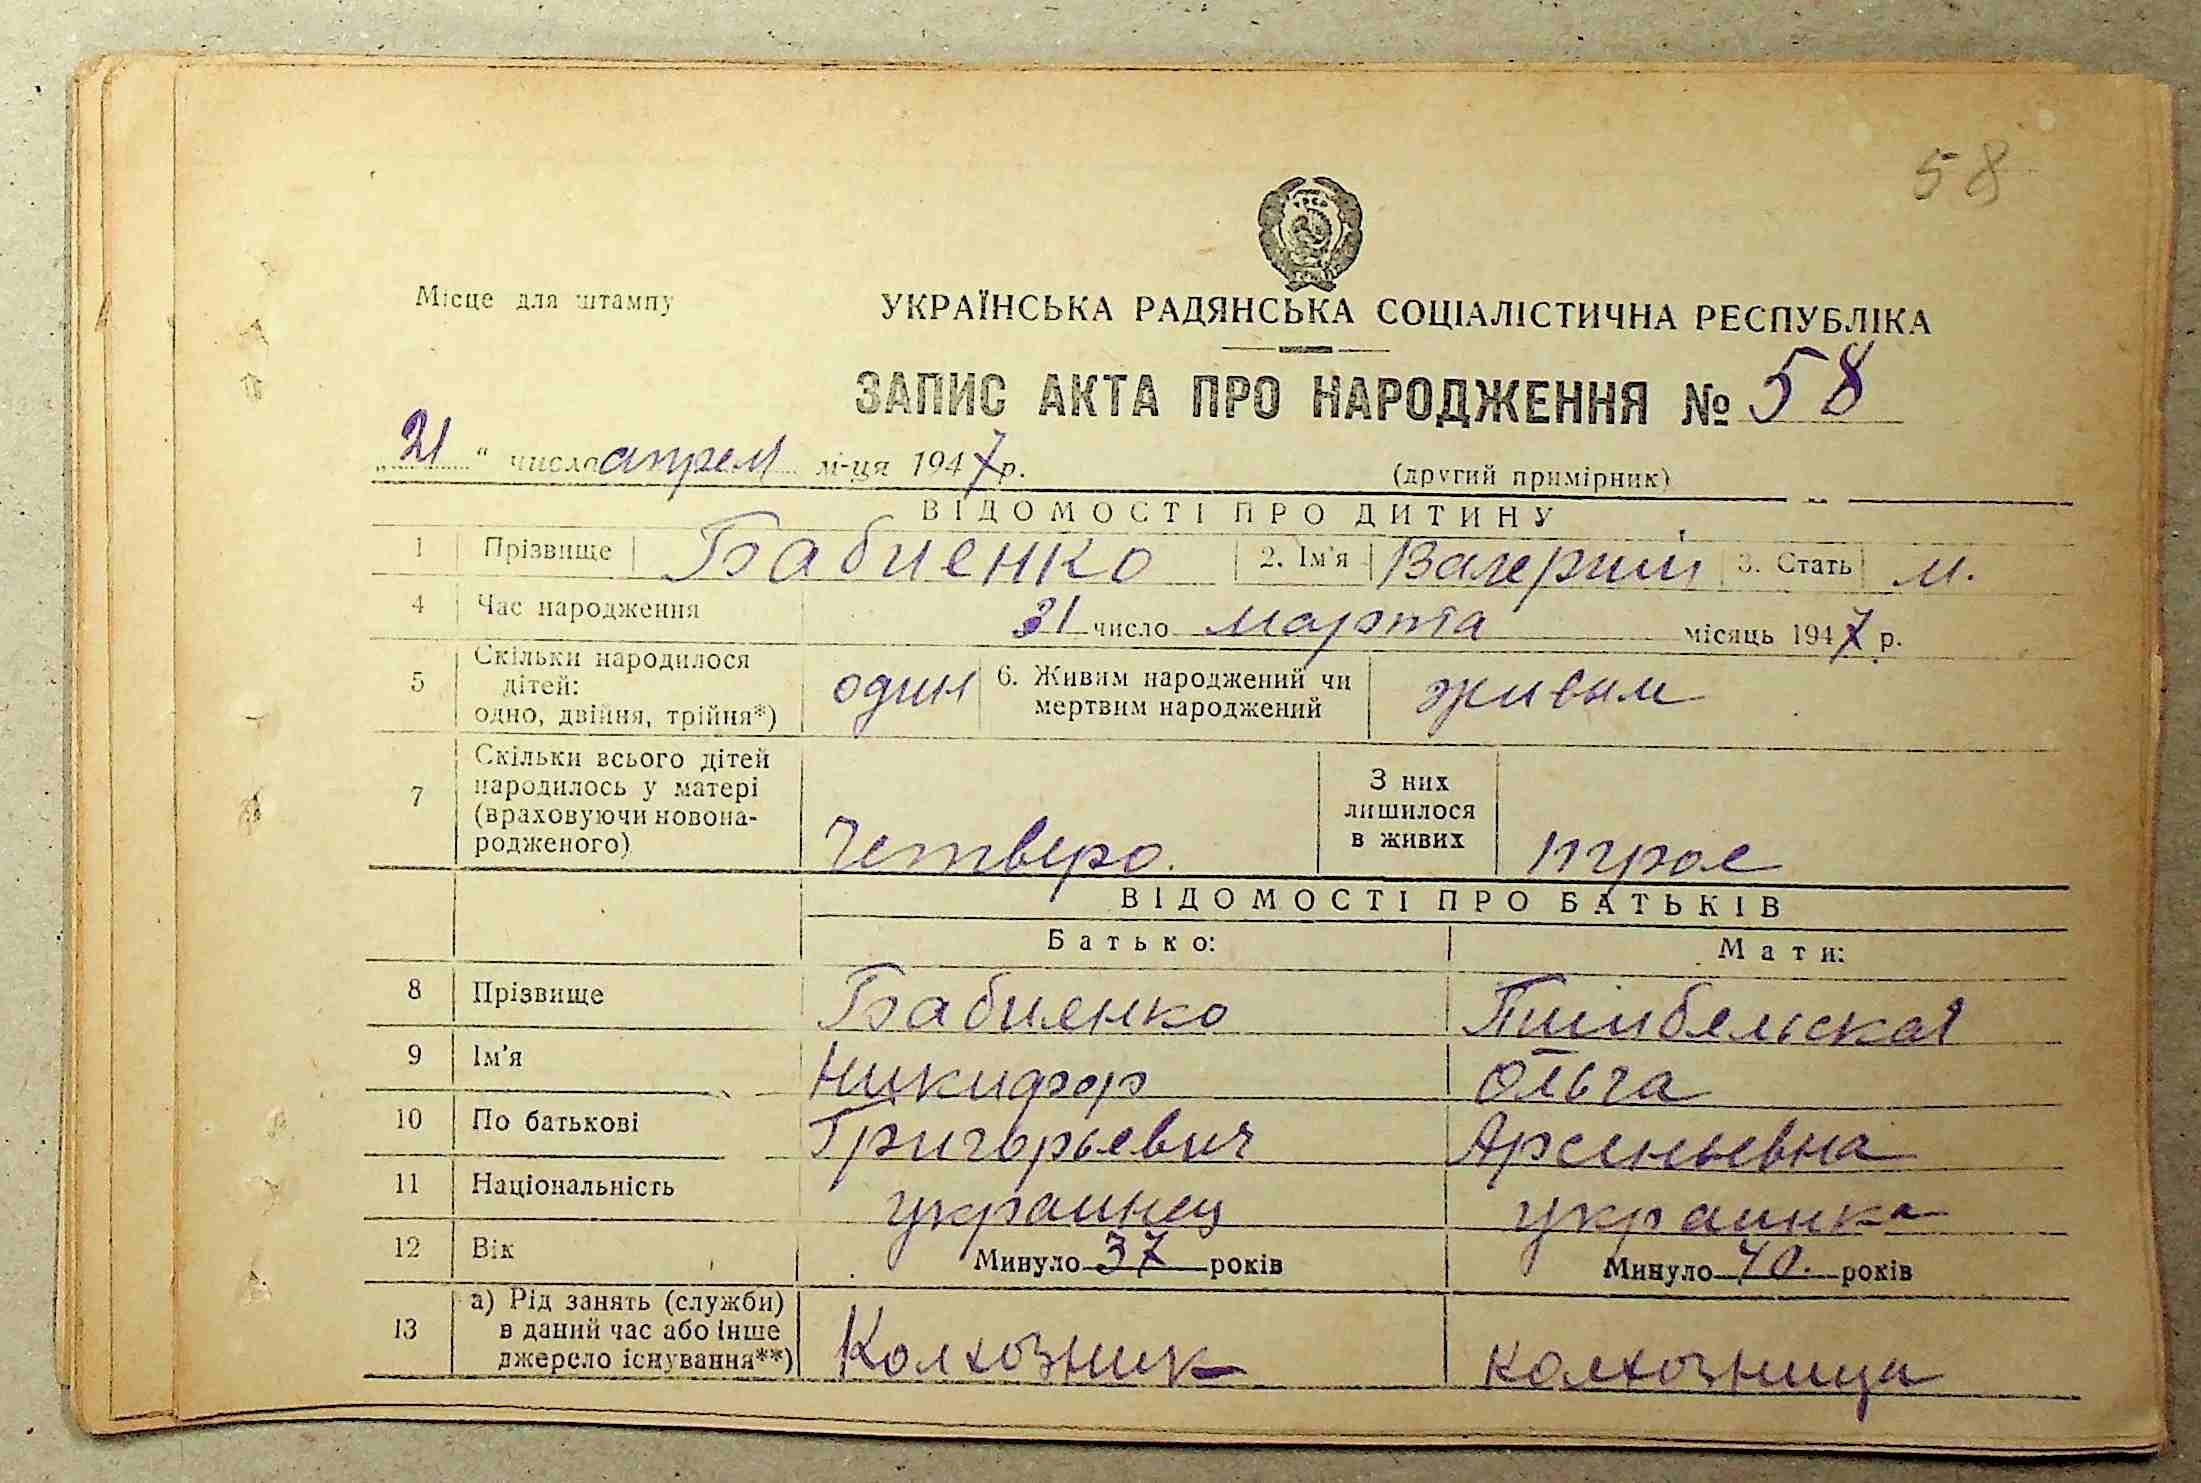 58
Місце для штампу
УКРАЇНСЬКА РАДЯНСЬКА СОЦІАЛІСТИЧНА РЕСПУБЛІКА
ЗАПИС АКТА ПРО НАРОДЖЕННЯ № 58
„21“ числа апреля м-ця 1947 р.
(другий примірник)
ВІДОМОСТІ ПРО ДИТИНУ
1 Прізвище Бабиенко 2. Ім'я Валерий 3. Стать м.
4 Час народження 31 число марта місяць 1947 р.
5 Скільки народилося дітей: одно, двійня, трійня*) один 6. Живим народжений чи мертвим народжений живым
7 Скільки всього дітей народилось у матері (враховуючи новонародженого) Четверо. З них лишилося в живих трое
ВІДОМОСТІ ПРО БАТЬКІВ
Батько: Мати:
8 Прізвище Бабиенко
9 Ім'я Никифор Ольга
10 По батькові Григорьевич Арсеньевна
11 Національність украинец украинка
12 Вік Минуло 37 років Минуло 40. років
13 а) Рід занять (служби) в даний час або інше джерело існування**) Колхозник колхозница